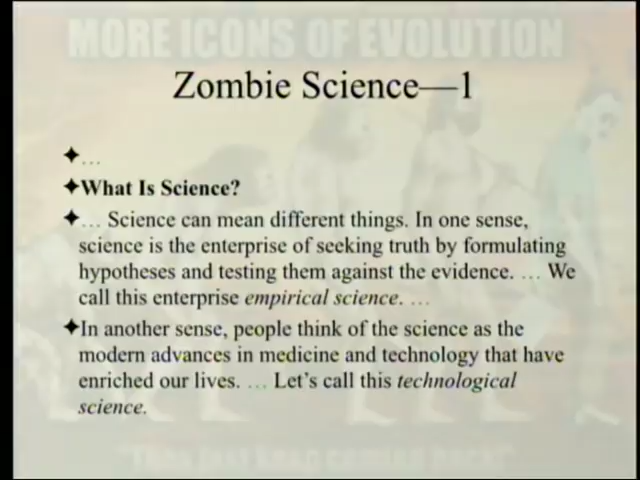 MORE ICONS OF EVOLUTION
Zombie Science—1
✦…
✦What Is Science?
✦… Science can mean different things. In one sense,
science is the enterprise of seeking truth by formulating
hypotheses and testing them against the evidence. … We
call this enterprise empirical science. …
✦In another sense, people think of the science as the
modern advances in medicine and technology that have
enriched our lives. … Let's call this technological
science.